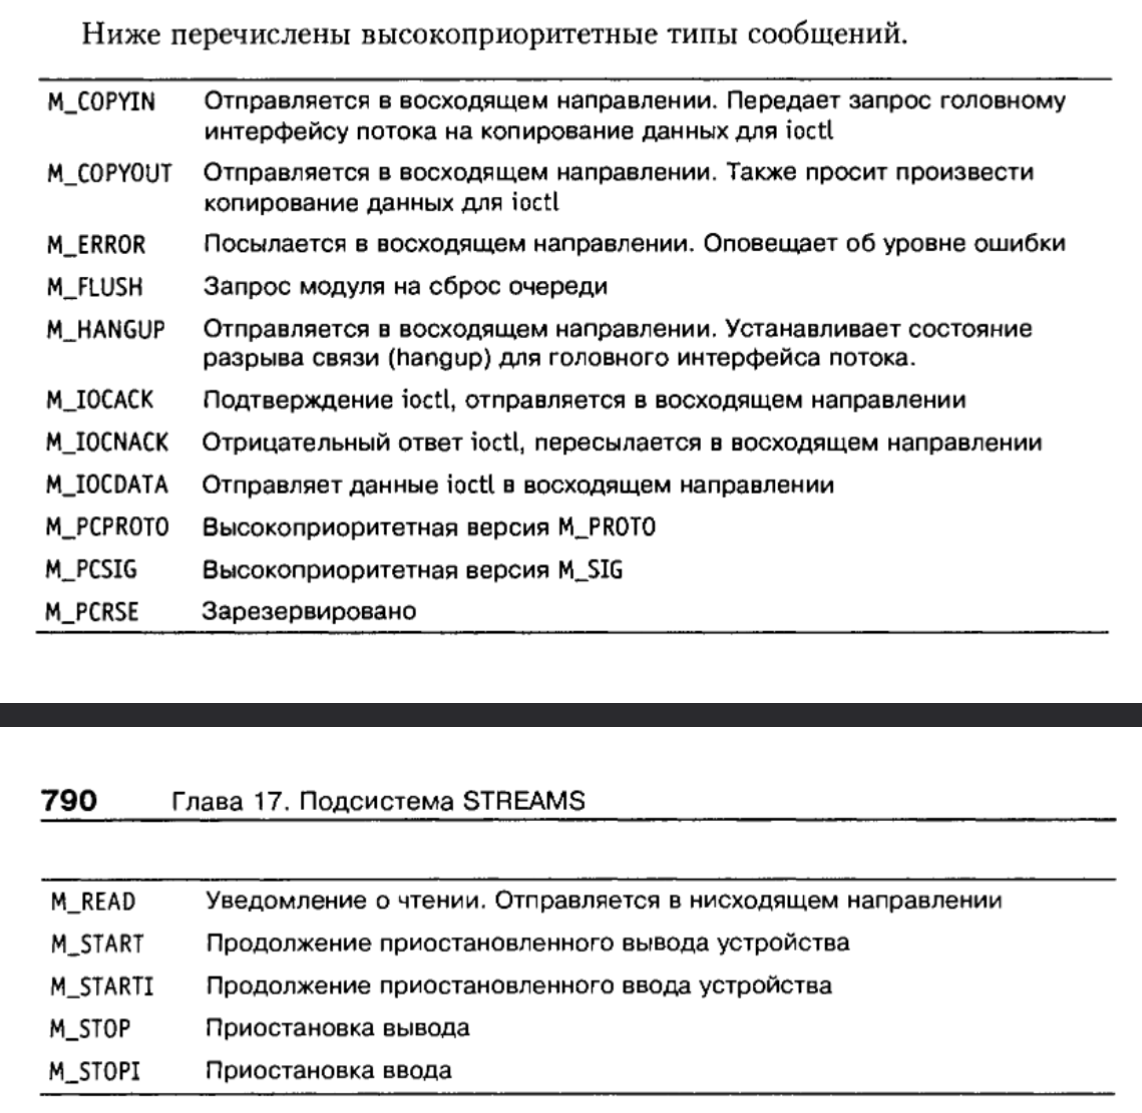 Ниже перечислены высокоприоритетные типы сообщений.
M_COPYIN Отправляется в восходящем направлении. Передает запрос головному
интерфейсу потока на копирование данных для ioctl
M_COPYOUT Отправляется в восходящем направлении. Также просит произвести
копирование данных для ioctl
M_ERROR Посылается в восходящем направлении. Оповещает об уровне ошибки
M_FLUSH Запрос модуля на сброс очереди
M_HANGUP Отправляется в восходящем направлении. Устанавливает состояние
разрыва связи (hangup) для головного интерфейса потока.
M_IOCACK Подтверждение ioctl, отправляется в восходящем направлении
M_IOCNACK Отрицательный ответ ioctl, пересылается в восходящем направлении
M_IOCDATA Отправляет данные ioctl в восходящем направлении
M_PCPROTO Высокоприоритетная версия M_PROTO
M_PCSIG Высокоприоритетная версия M_SIG
M_PCRSE Зарезервировано
790 Глава 17. Подсистема STREAMS
M_READ Уведомление о чтении. Отправляется в нисходящем направлении
M_START Продолжение приостановленного вывода устройства
M_STARTI Продолжение приостановленного ввода устройства
M_STOP Приостановка вывода
M_STOPI Приостановка ввода